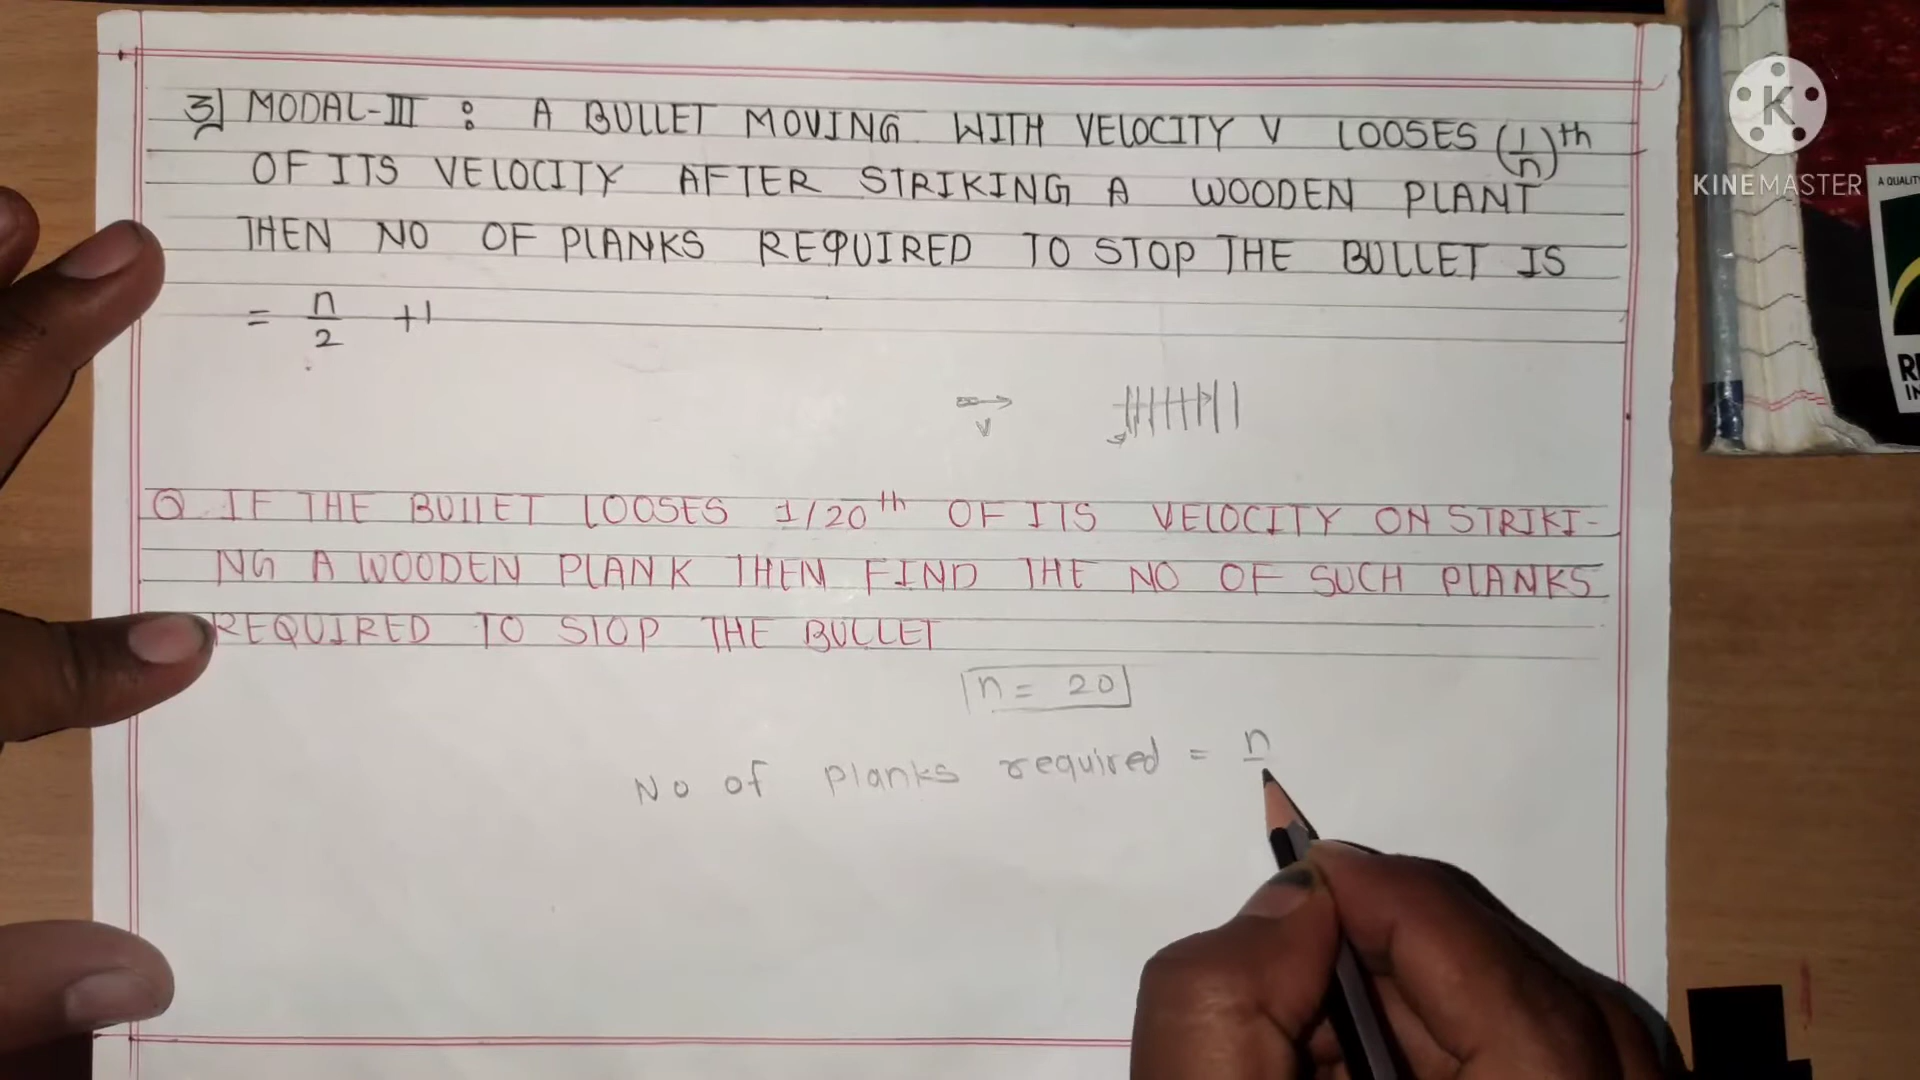 3] MODAL-III : A BULLET MOVING WITH VELOCITY V LOOSES (1/n)th
OF ITS VELOCITY AFTER STRIKING A WOODEN PLANT
THEN NO OF PLANKS REQUIRED TO STOP THE BULLET IS
= n/2 +1
V
Q IF THE BULLET LOOSES 1/20th OF ITS VELOCITY ON STRIKI-
NG A WOODEN PLANK THEN FIND THE NO OF SUCH PLANKS
REQUIRED TO STOP THE BULLET
n = 20
No of planks required = n
K
KINEMASTER
A QUALITY